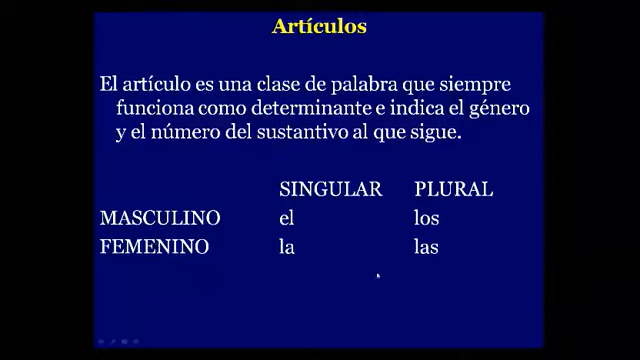 Artículos
El artículo es una clase de palabra que siempre
funciona como determinante e indica el género
y el número del sustantivo al que sigue.
SINGULAR PLURAL
MASCULINO el los
FEMENINO la las